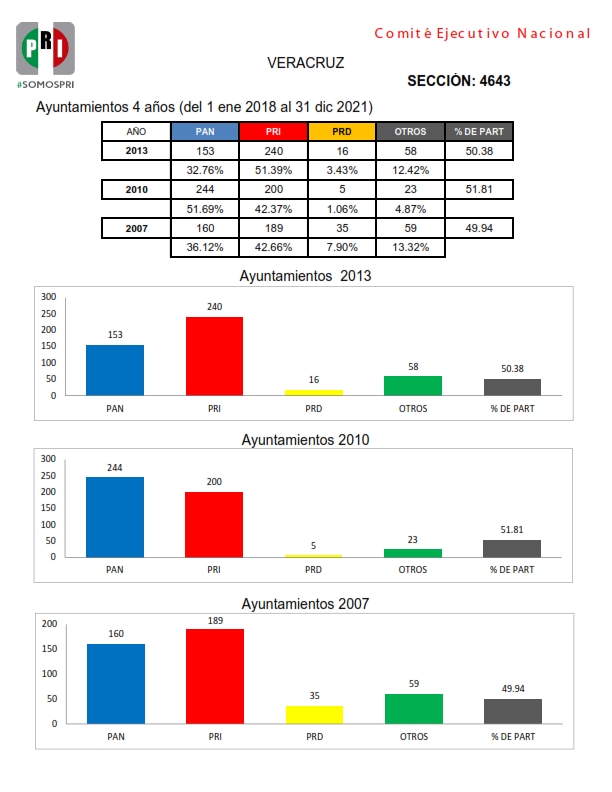 Comité Ejecutivo Nacional
PRI
#SOMOSPRI
VERACRUZ
SECCIÓN: 4643
Ayuntamientos 4 años (del 1 ene 2018 al 31 dic 2021)
AÑO PAN PRI PRD OTROS % DE PART
2013 153 240 16 58 50.38
32.76% 51.39% 3.43% 12.42%
2010 244 200 5 23 51.81
51.69% 42.37% 1.06% 4.87%
2007 160 189 35 59 49.94
36.12% 42.66% 7.90% 13.32%
Ayuntamientos 2013
300
250
200
150
100
50
0
153 240 16 58 50.38
PAN PRI PRD OTROS % DE PART
Ayuntamientos 2010
300
250
200
150
100
50
0
244 200 5 23 51.81
PAN PRI PRD OTROS % DE PART
Ayuntamientos 2007
200
150
100
50
0
160 189 35 59 49.94
PAN PRI PRD OTROS % DE PART